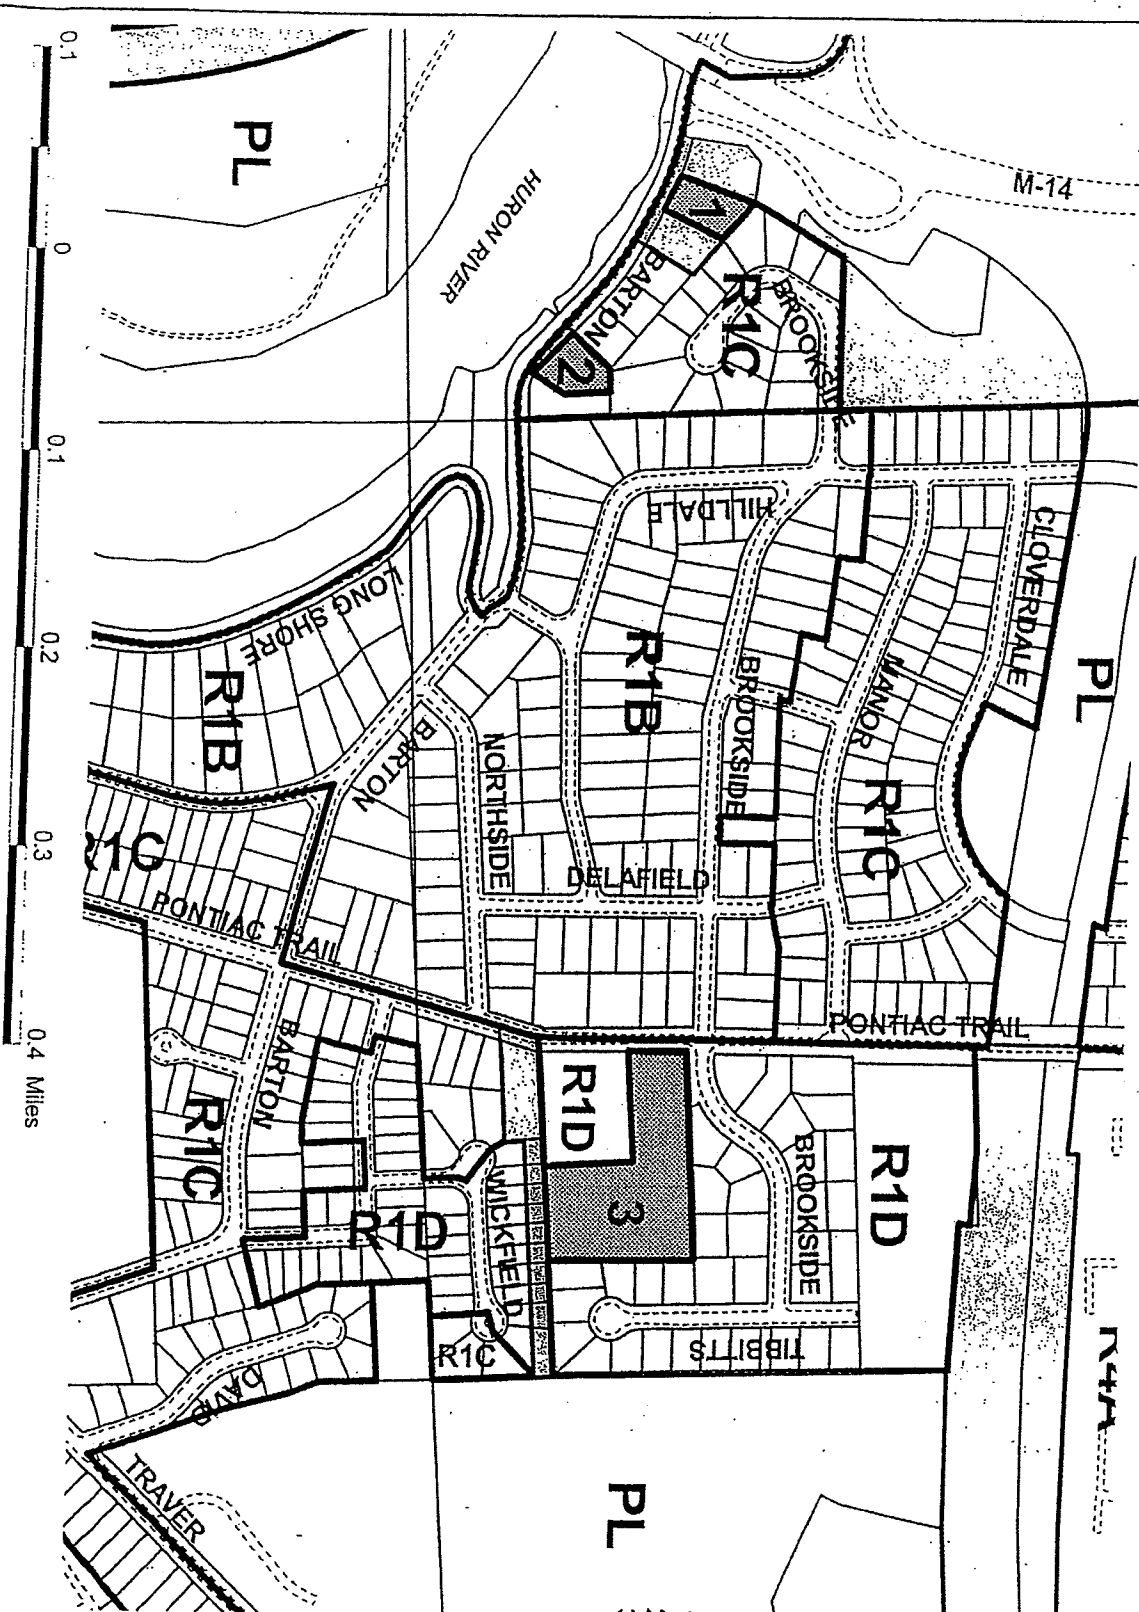 M-14
PL
HURON RIVER
1
BARTON
R1C
BROOKSIDE
2
HILLDALE
CLOVERDALE
PL
LONG SHORE
R1B
R1B
BROOKSIDE
MANOR
R1C
BARTON
NORTHSIDE
DELAFIELD
R1C
PONTIAC TRAIL
PONTIAC TRAIL
BARTON
R1C
R1D
R1D
3
BROOKSIDE
R1D
WICKFIELD
R1C
TIBBITTS
DAVID
TRAVER
PL
R4A
0.1
0
0.1
0.2
0.3
0.4 Miles